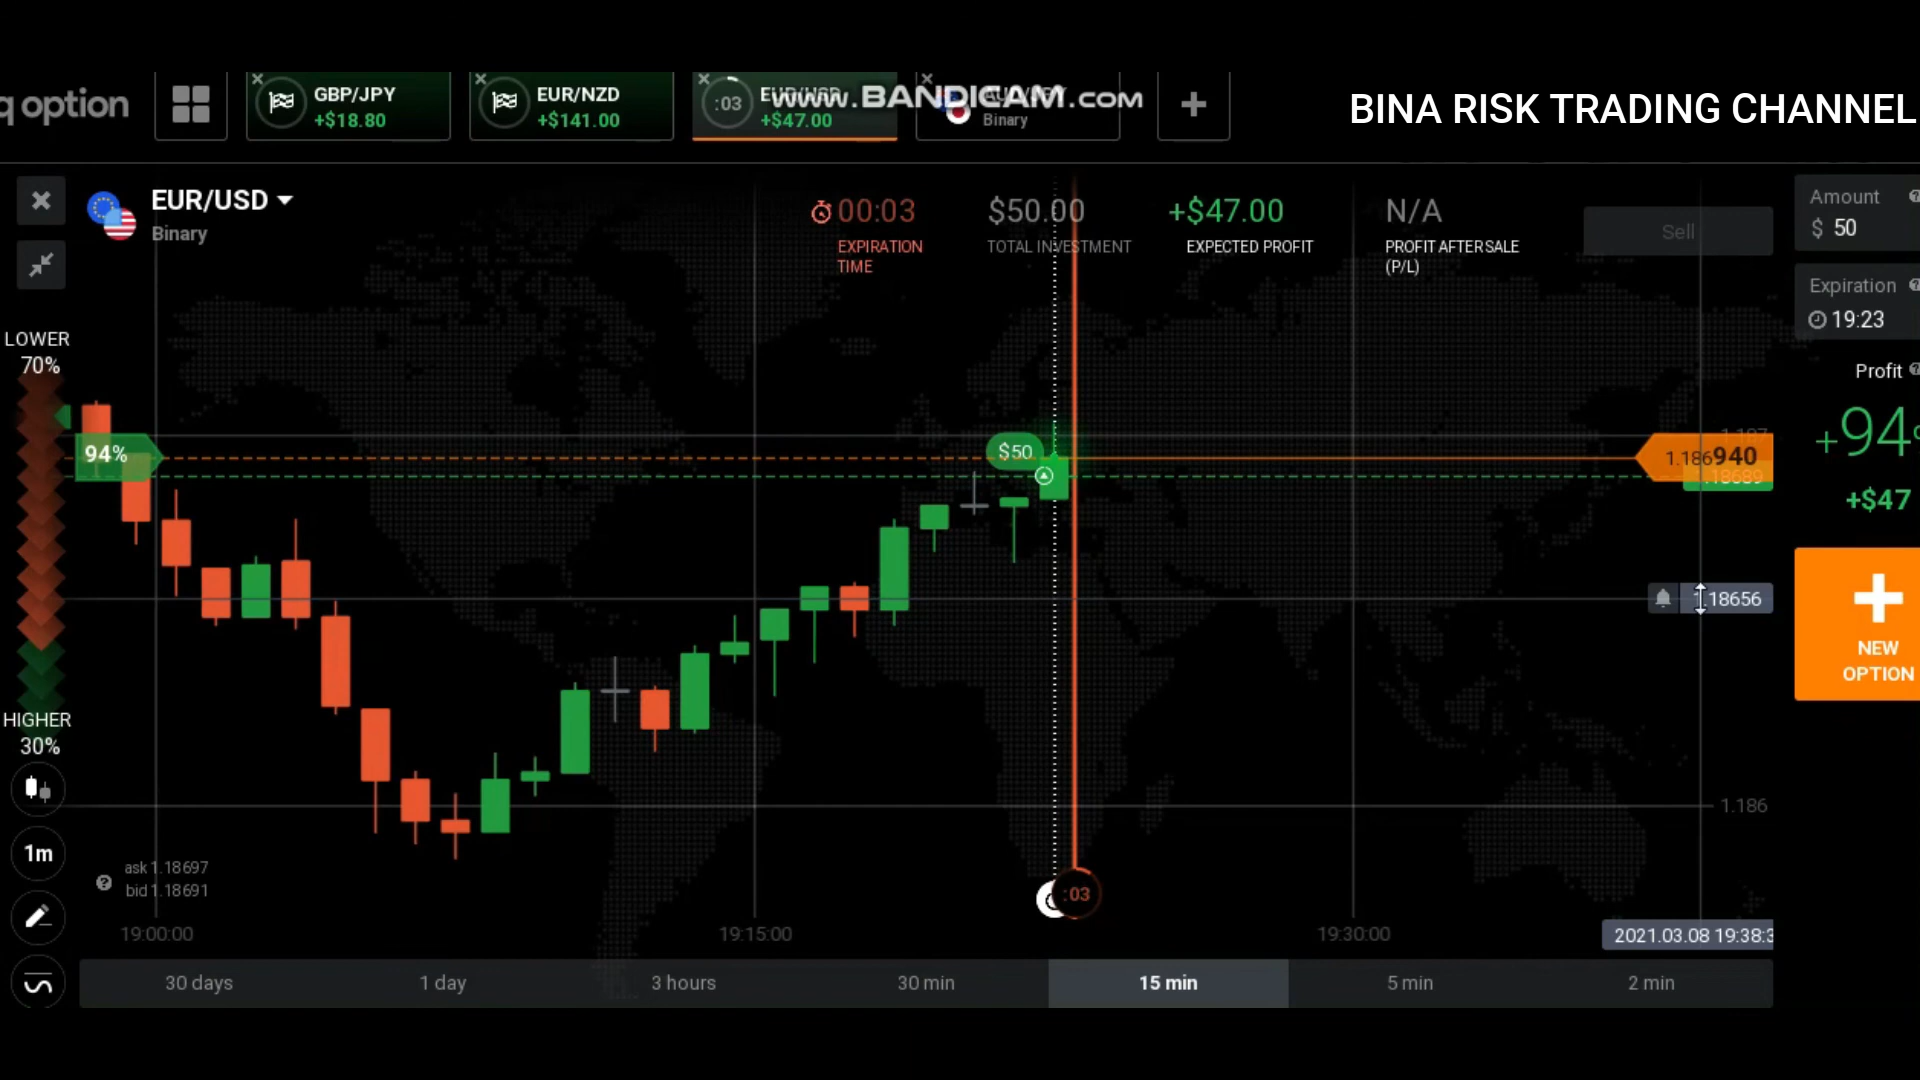 q option
GBP/JPY
+$18.80
EUR/NZD
+$141.00
:03
+$47.00
www.BANDICAM.com
Binary
BINA RISK TRADING CHANNEL
EUR/USD
Binary
00:03
EXPIRATION
TIME
$50.00
TOTAL INVESTMENT
+$47.00
EXPECTED PROFIT
N/A
PROFIT AFTER SALE
(P/L)
Sell
Amount
$ 50
Expiration
19:23
Profit
+94
+$47
NEW
OPTION
LOWER
70%
94%
$50
1.187
1.186940
.18689
1.18656
HIGHER
30%
1.186
1m
ask 1.18697
bid 1.18691
:03
19:00:00
19:15:00
19:30:00
2021.03.08 19:38:3
30 days
1 day
3 hours
30 min
15 min
5 min
2 min